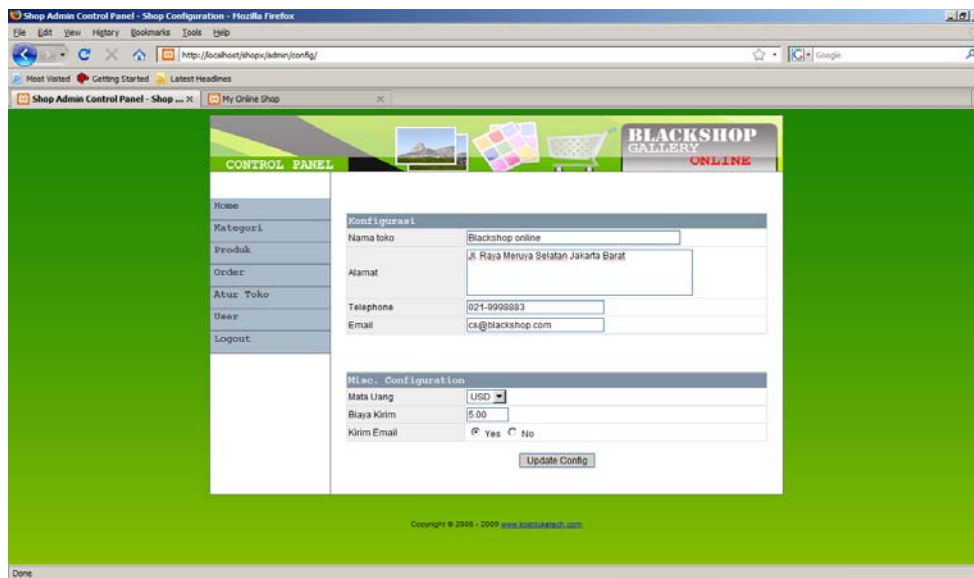 Shop Admin Control Panel - Shop Configuration - Mozilla Firefox
File Edit View History Bookmarks Tools Help
http://localhost/shopv/admin/config/
Google
Most Visited Getting Started Latest Headlines
Shop Admin Control Panel - Shop ... My Online Shop
CONTROL PANEL
BLACKSHOP
GALLERY
ONLINE
Home
Kategori
Produk
Order
Atur Toko
User
Logout
Konfigurasi
Nama toko Blackshop online
Alamat Jl. Raya Meruya Selatan Jakarta Barat
Telephone 021-9998883
Email cs@blackshop.com
Misc. Configuration
Mata Uang USD
Biaya Kirim 5.00
Kirim Email Yes No
Update Config
Copyright © 2008 - 2009
Done